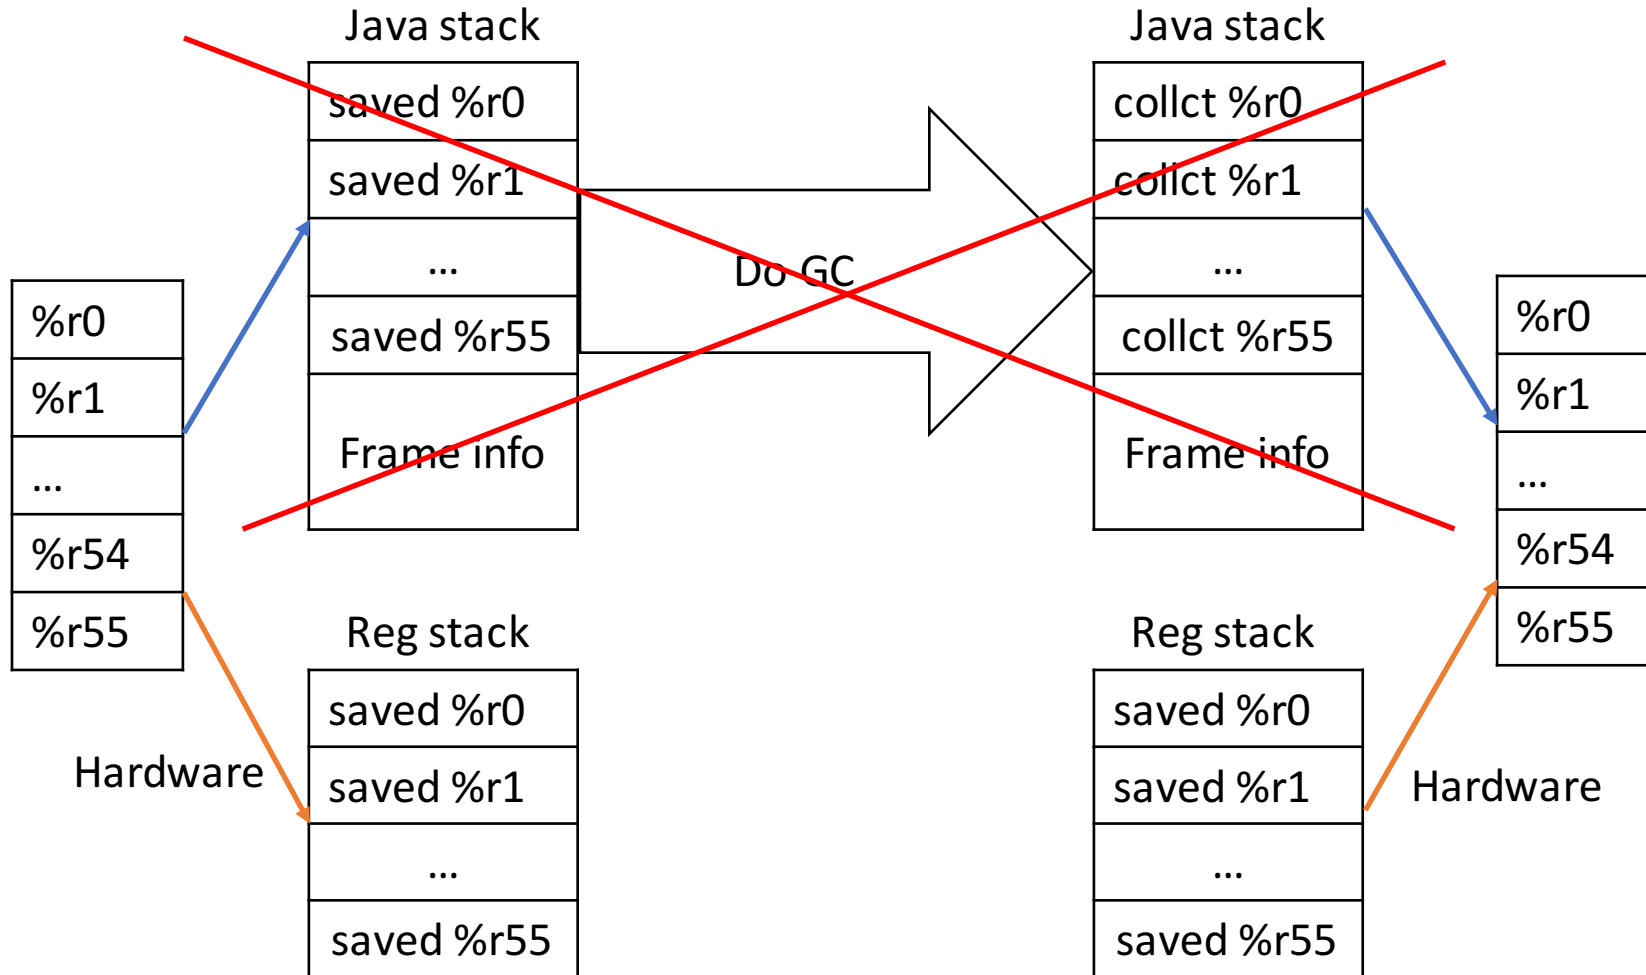 Java stack
saved %r0
saved %r1
...
saved %r55
Frame info
Do GC
Java stack
collct %r0
collct %r1
...
collct %r55
Frame info
%r0
%r1
...
%r54
%r55
%r0
%r1
...
%r54
%r55
Hardware
Reg stack
saved %r0
saved %r1
...
saved %r55
Reg stack
saved %r0
saved %r1
...
saved %r55
Hardware